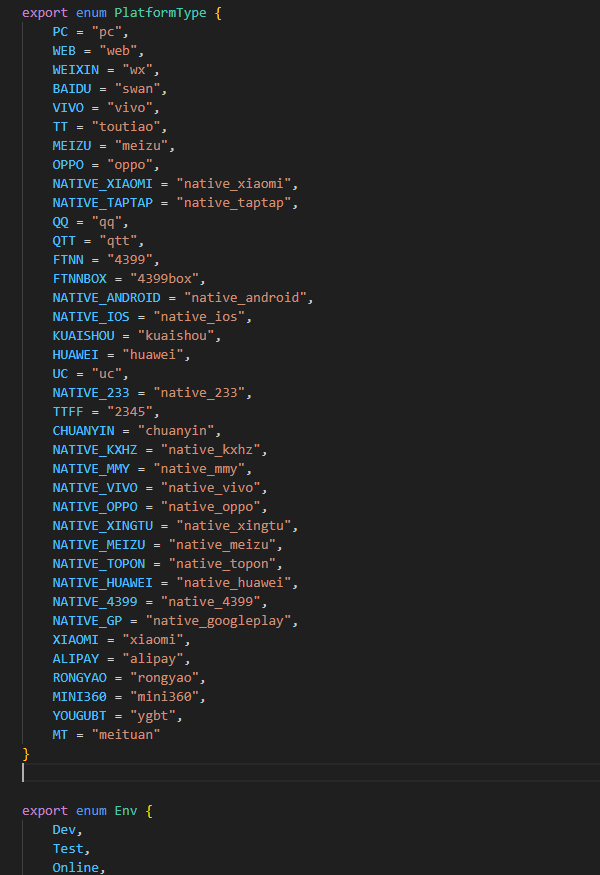 export enum PlatformType {
PC = "pc",
WEB = "web",
WEIXIN = "wx",
BAIDU = "swan",
VIVO = "vivo",
TT = "toutiao",
MEIZU = "meizu",
OPPO = "oppo",
NATIVE_XIAOMI = "native_xiaomi",
NATIVE_TAPTAP = "native_taptap",
QQ = "qq",
QTT = "qtt",
FTNN = "4399",
FTNNBOX = "4399box",
NATIVE_ANDROID = "native_android",
NATIVE_IOS = "native_ios",
KUAISHOU = "kuaishou",
HUAWEI = "huawei",
UC = "uc",
NATIVE_233 = "native_233",
TTFF = "2345",
CHUANYIN = "chuanyin",
NATIVE_KXHZ = "native_kxhz",
NATIVE_MMY = "native_mmy",
NATIVE_VIVO = "native_vivo",
NATIVE_OPPO = "native_oppo",
NATIVE_XINGTU = "native_xingtu",
NATIVE_MEIZU = "native_meizu",
NATIVE_TOPON = "native_topon",
NATIVE_HUAWEI = "native_huawei",
NATIVE_4399 = "native_4399",
NATIVE_GP = "native_googleplay",
XIAOMI = "xiaomi",
ALIPAY = "alipay",
RONGYAO = "rongyao",
MINI360 = "mini360",
YOUGUBT = "ygbt",
MT = "meituan"
}
export enum Env {
Dev,
Test,
Online,